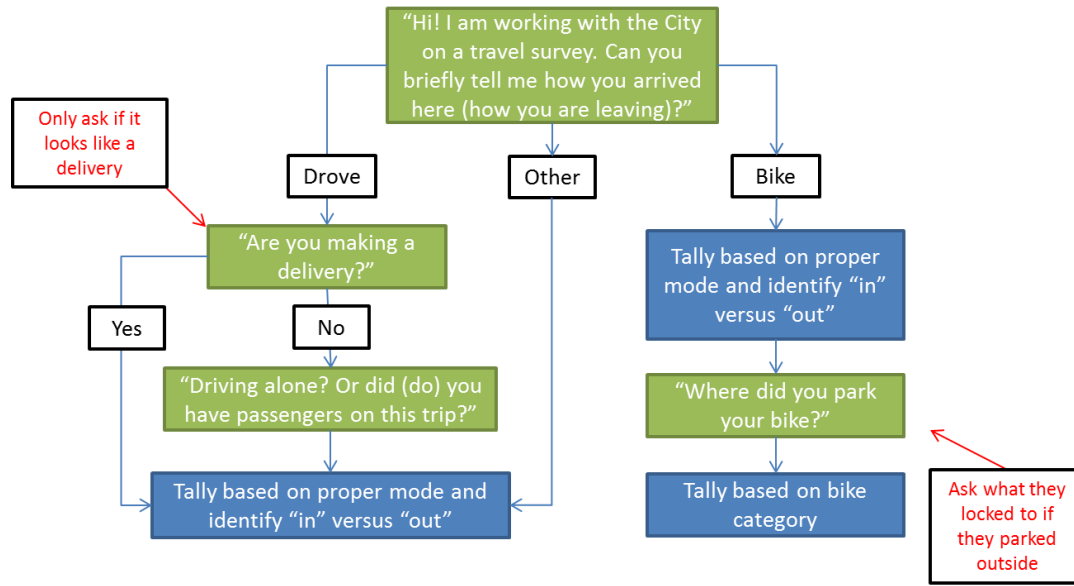 “Hi! I am working with the City
on a travel survey. Can you
briefly tell me how you arrived
here (how you are leaving)?”
Only ask if it
looks like a
delivery
Drove
Other
Bike
“Are you making a
delivery?”
Tally based on proper
mode and identify “in”
versus “out”
Yes
No
“Driving alone? Or did (do) you
have passengers on this trip?”
“Where did you park
your bike?”
Tally based on proper mode and
identify “in” versus “out”
Tally based on bike
category
Ask what they
locked to if
they parked
outside